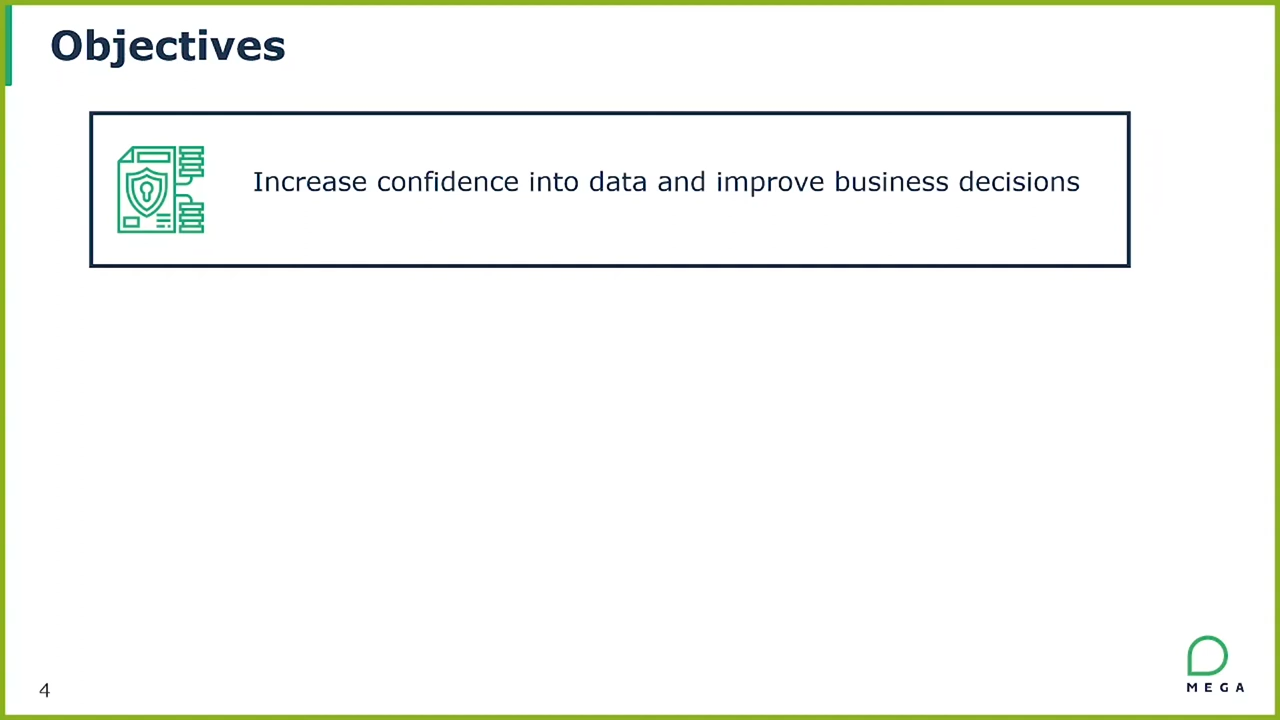 Objectives
Increase confidence into data and improve business decisions
4
MEGA